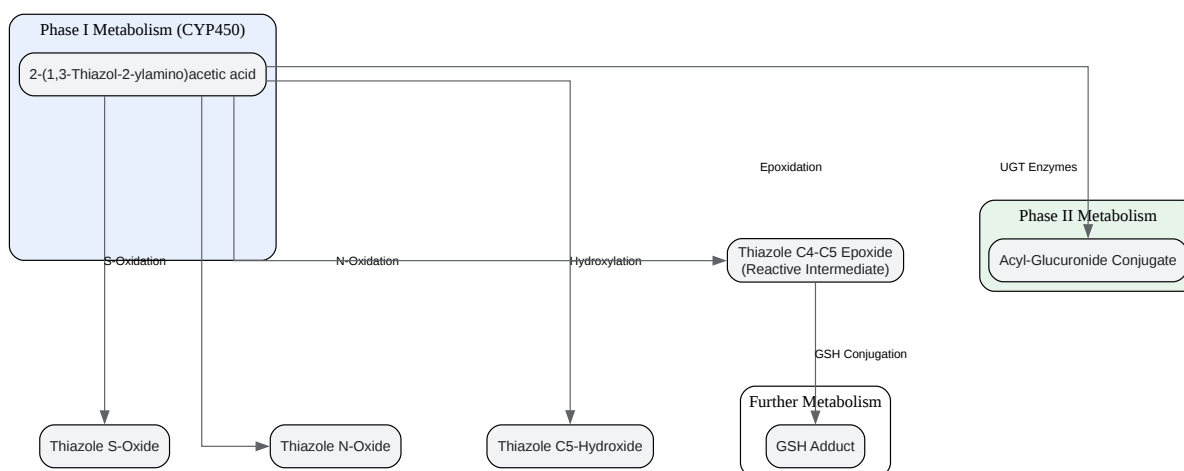 Phase I Metabolism (CYP450)
2-(1,3-Thiazol-2-ylamino)acetic acid
Epoxidation
UGT Enzymes
Phase II Metabolism
S-Oxidation
N-Oxidation
Hydroxylation
Thiazole C4-C5 Epoxide
(Reactive Intermediate)
Acyl-Glucuronide Conjugate
GSH Conjugation
Further Metabolism
Thiazole S-Oxide
Thiazole N-Oxide
Thiazole C5-Hydroxide
GSH Adduct